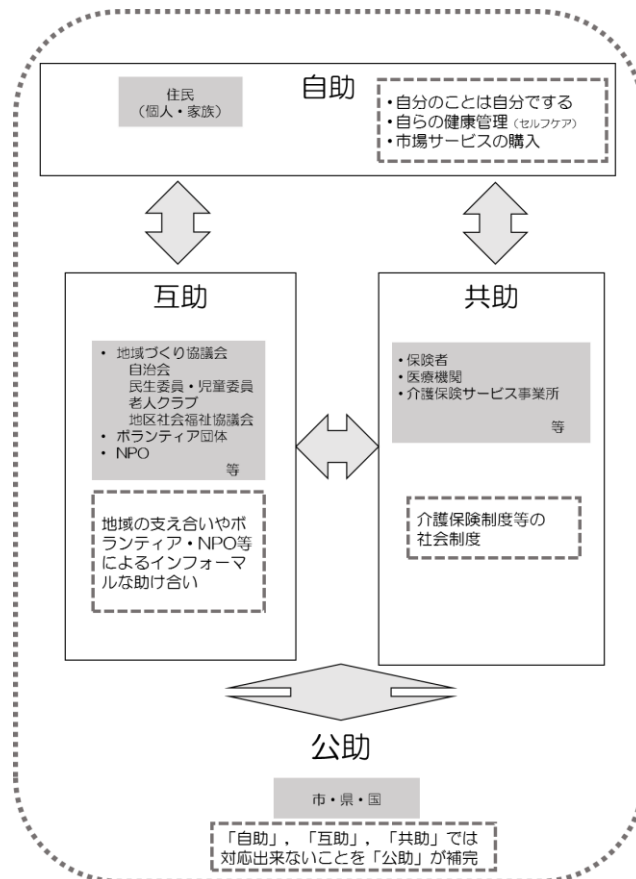 自助
住民
(個人・家族)
・自分のことは自分でする
・自らの健康管理(セルフケア)
・市場サービスの購入
互助
・ 地域づくり協議会
自治会
民生委員・児童委員
老人クラブ
地区社会福祉協議会
・ ボランティア団体
・ NPO
等
地域の支え合いやボ
ランティア・NPO等
によるインフォーマ
ルな助け合い
共助
・保険者
・医療機関
・介護保険サービス事業所
等
介護保険制度等の
社会制度
公助
市・県・国
「自助」,「互助」,「共助」では
対応出来ないことを「公助」が補完